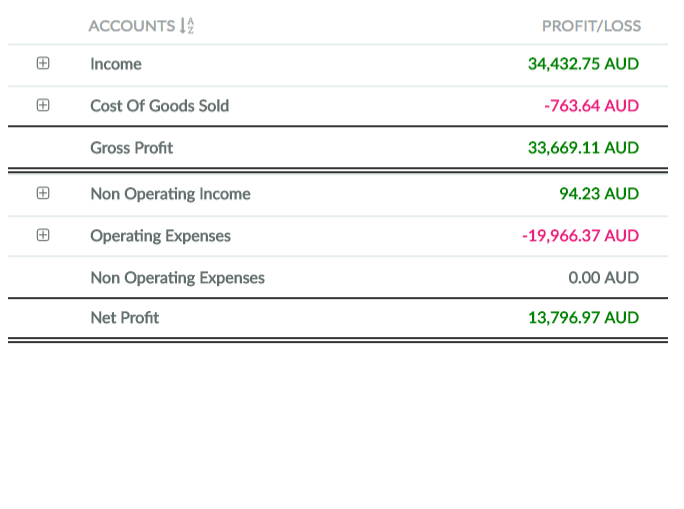 ACCOUNTS AZ PROFIT/LOSS
Income 34,432.75 AUD
Cost Of Goods Sold -763.64 AUD
Gross Profit 33,669.11 AUD
Non Operating Income 94.23 AUD
Operating Expenses -19,966.37 AUD
Non Operating Expenses 0.00 AUD
Net Profit 13,796.97 AUD